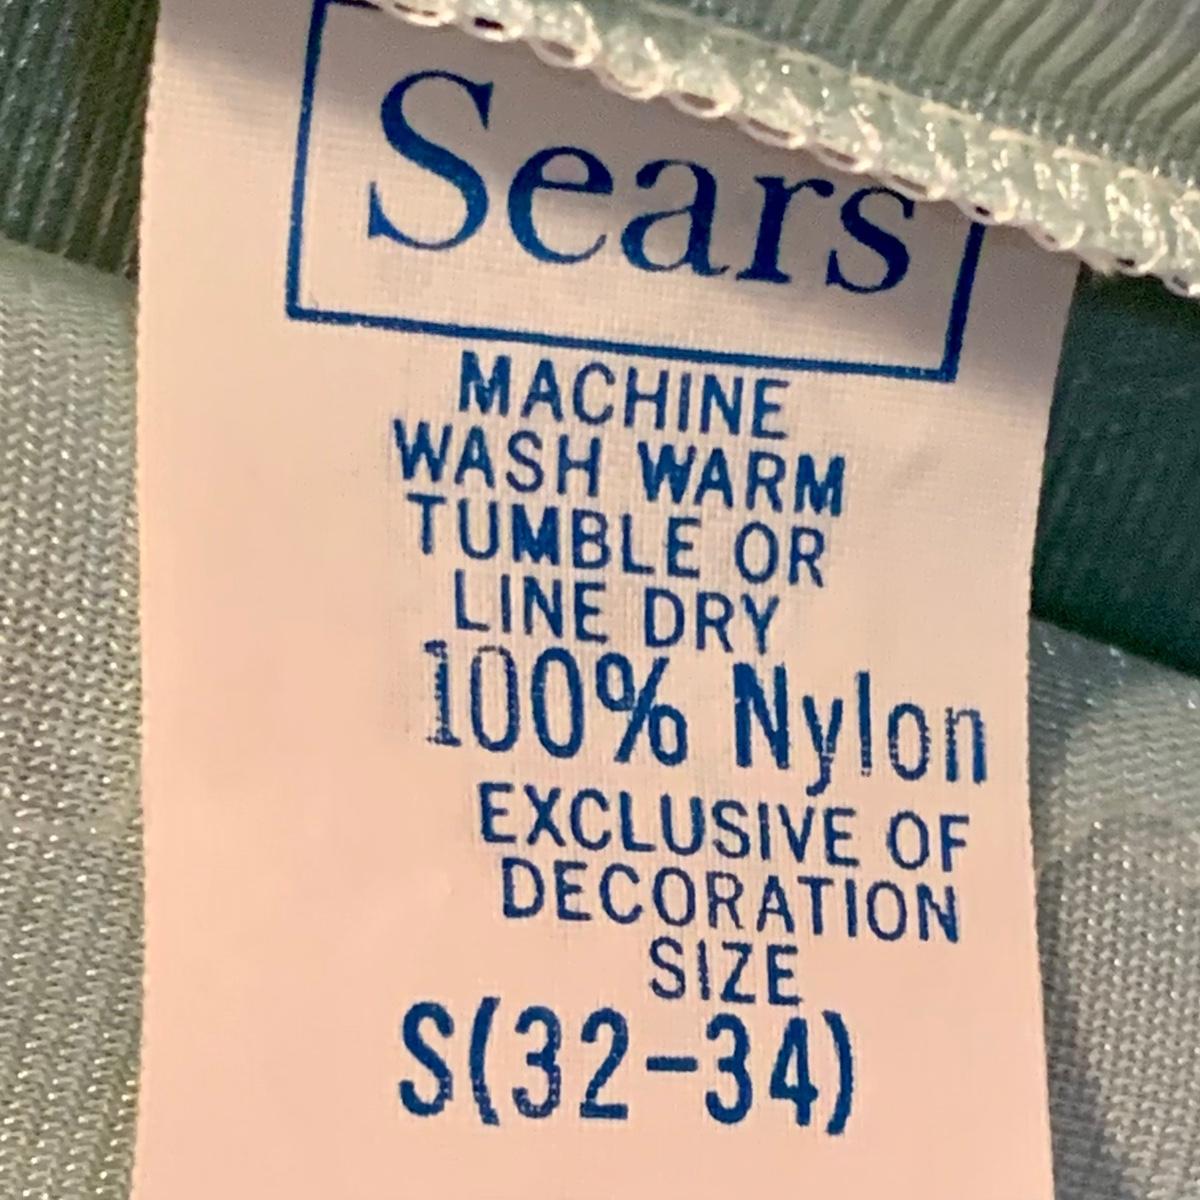 Sears
MACHINE
WASH WARM
TUMBLE OR
LINE DRY
100% Nylon
EXCLUSIVE OF
DECORATION
SIZE
S(32-34)